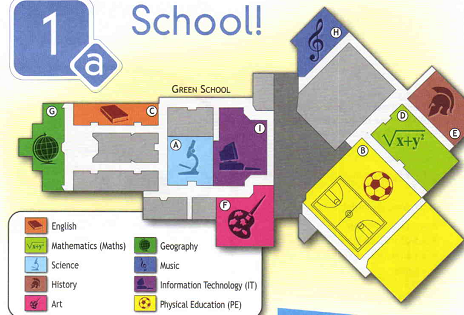 1
a
School!
GREEN SCHOOL
H
G
C
D
E
A
I
B
F
√x+y²
English
√x+y²
Mathematics (Maths)
Science
History
Art
Geography
Music
Information Technology (IT)
Physical Education (PE)